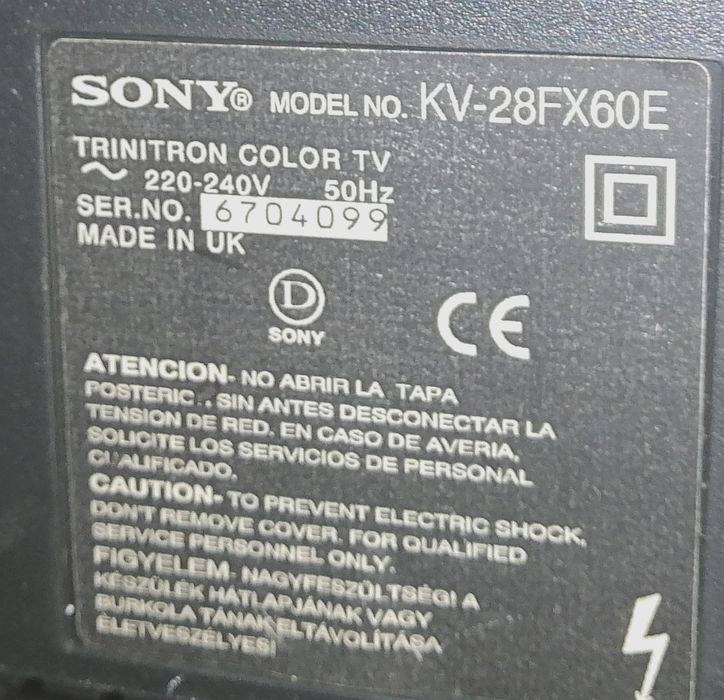 SONY® MODEL NO. KV-28FX60E
TRINITRON COLOR TV
~ 220-240V 50Hz
SER.NO. 6704099
MADE IN UK
D
SONY
CE
ATENCION- NO ABRIR LA TAPA
POSTERIC.. SIN ANTES DESCONECTAR LA
TENSION DE RED. EN CASO DE AVERIA,
SOLICITE LOS SERVICIOS DE PERSONAL
CUALIFICADO.
CAUTION- TO PREVENT ELECTRIC SHOCK,
DON'T REMOVE COVER. FOR QUALIFIED
SERVICE PERSONNEL ONLY.
FIGYELEM- NAGYFESZÜLTSÉG! A
KÉSZÜLÉK HÁTLAPJÁNAK VAGY
BURKOLATÁNAK ELTÁVOLÍTÁSA
ÉLETVESZÉLYES!